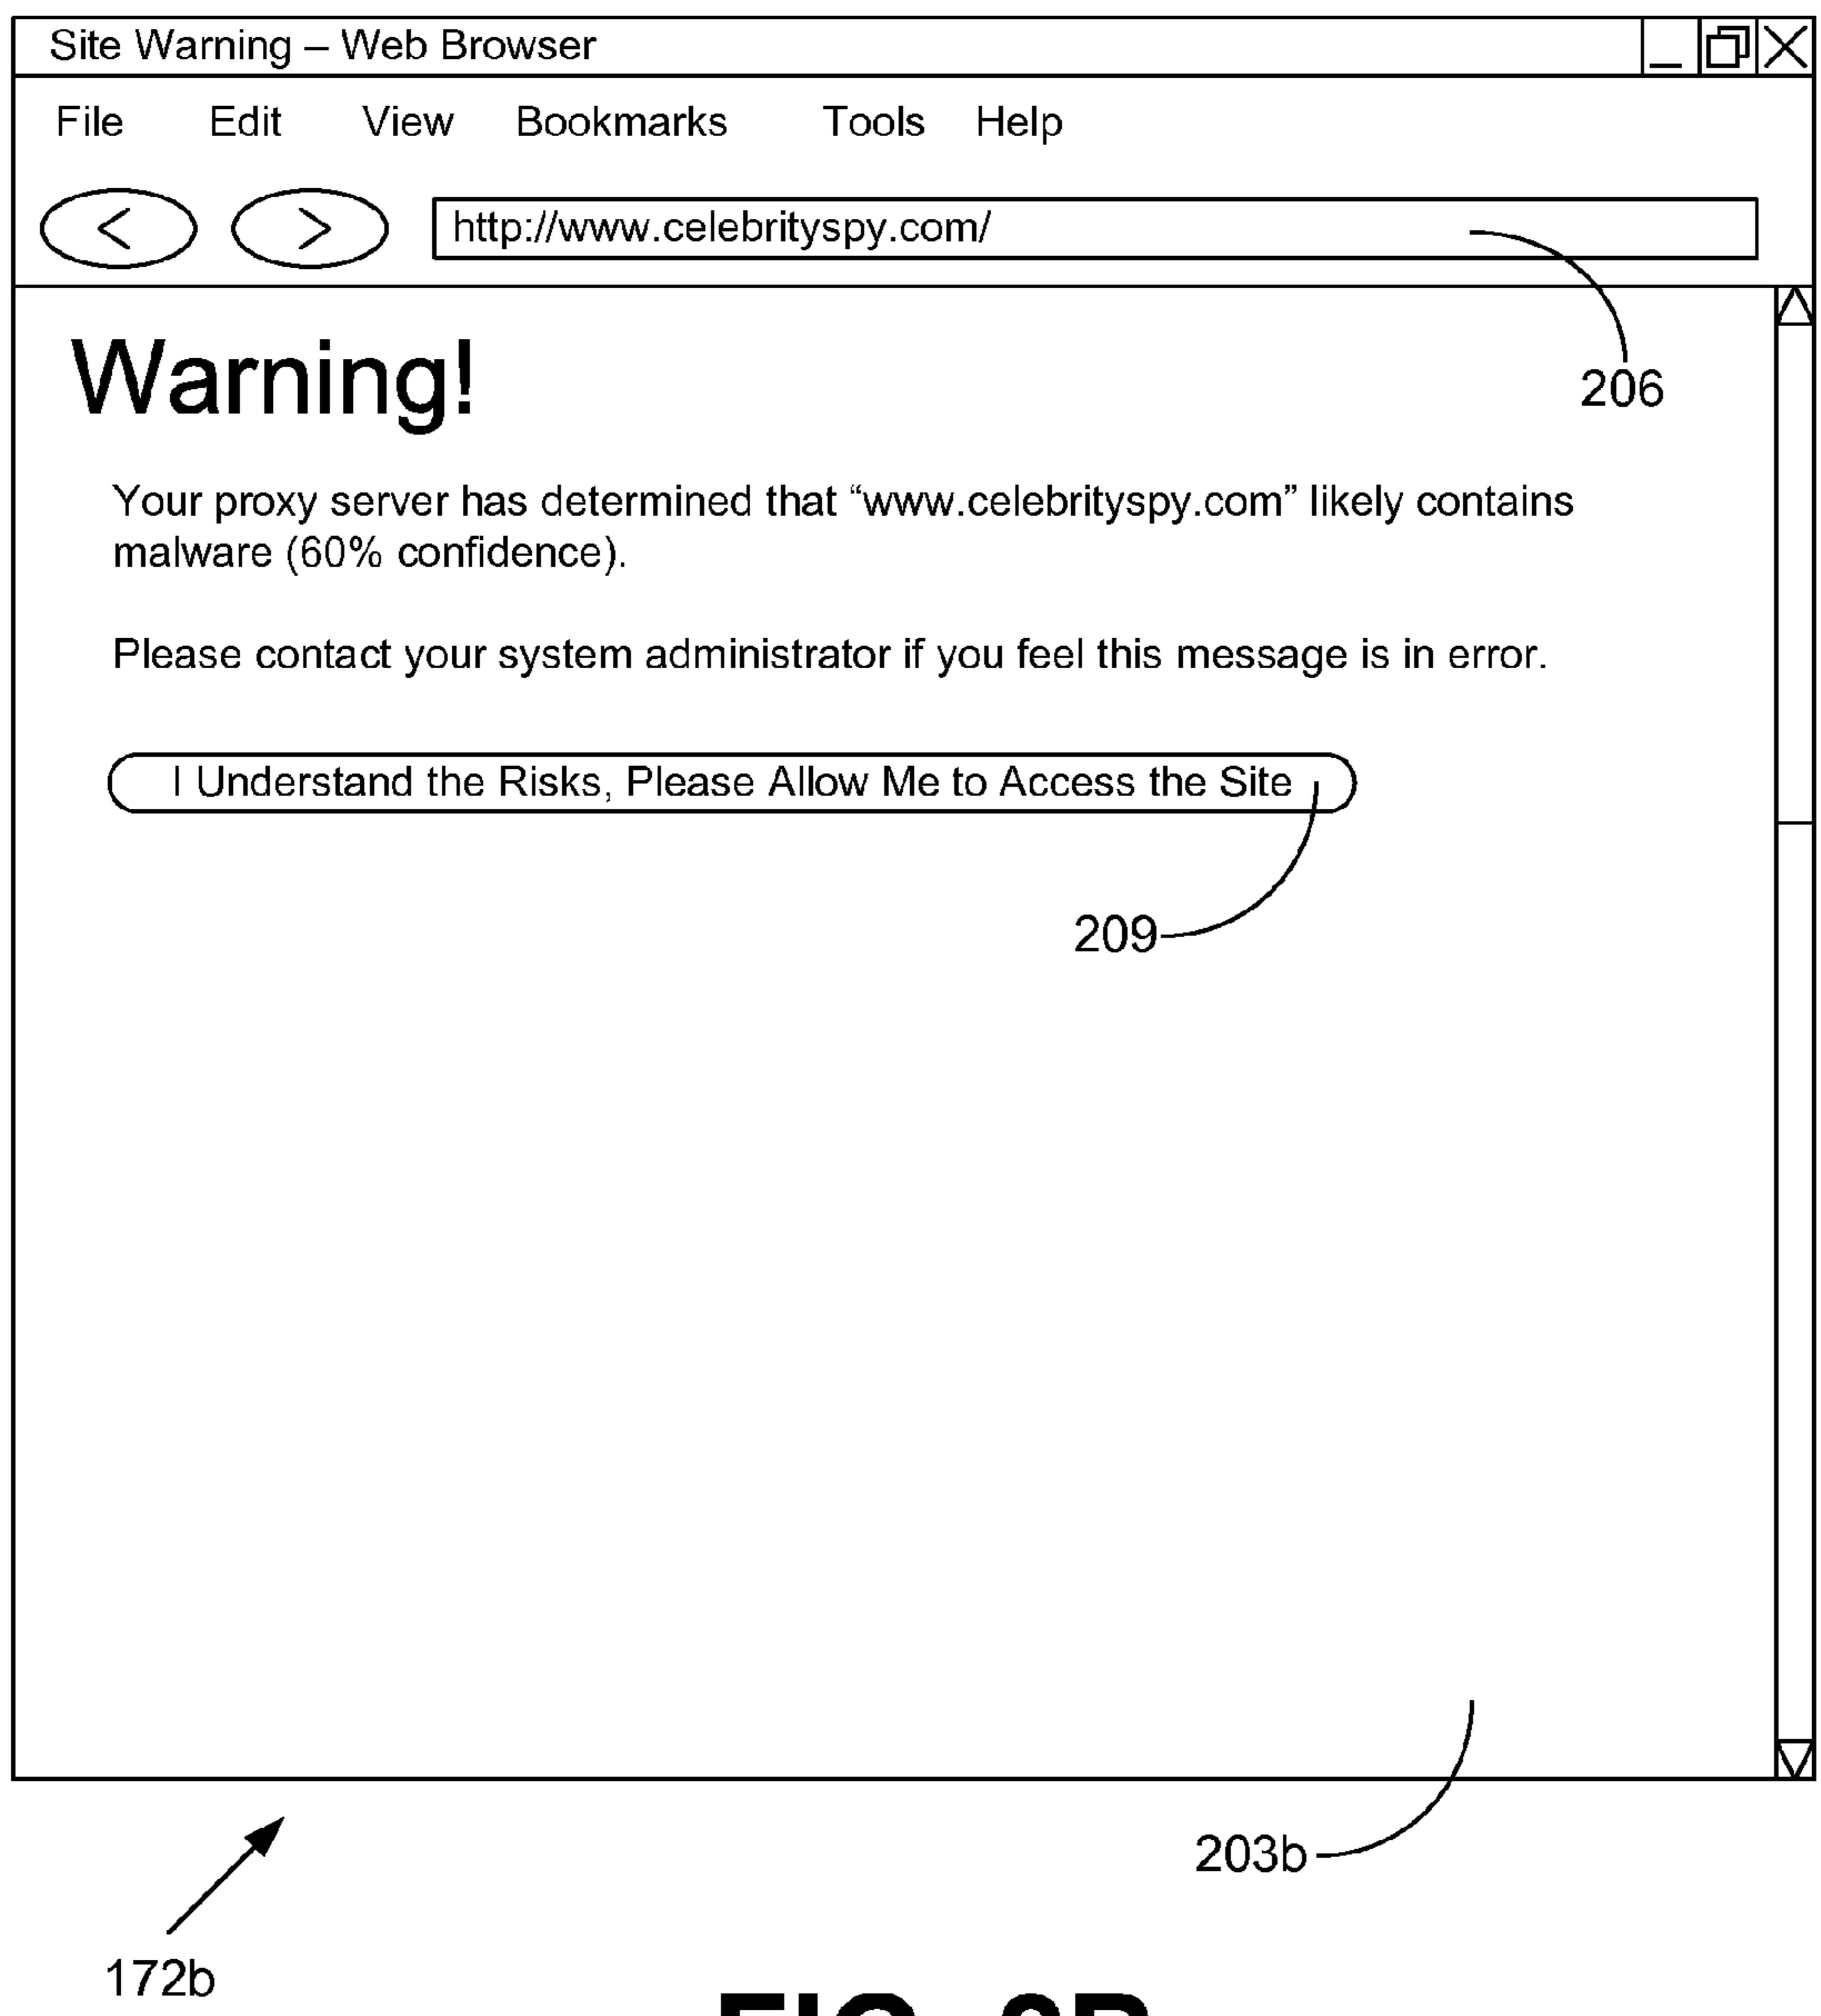 Site Warning – Web Browser
File Edit View Bookmarks Tools Help
< > http://www.celebrityspy.com/
206
Warning!
Your proxy server has determined that “www.celebrityspy.com” likely contains
malware (60% confidence).
Please contact your system administrator if you feel this message is in error.
I Understand the Risks, Please Allow Me to Access the Site
209
203b
172b
FIG.